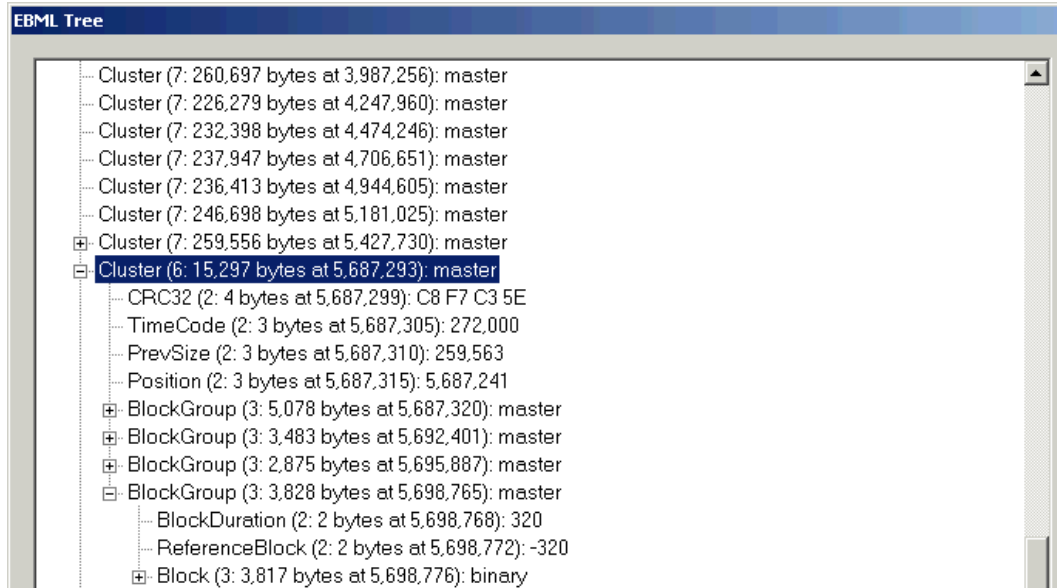 EBML Tree
Cluster (7: 260,697 bytes at 3,987,256): master
Cluster (7: 226,279 bytes at 4,247,960): master
Cluster (7: 232,398 bytes at 4,474,246): master
Cluster (7: 237,947 bytes at 4,706,651): master
Cluster (7: 236,413 bytes at 4,944,605): master
Cluster (7: 246,698 bytes at 5,181,025): master
Cluster (7: 259,556 bytes at 5,427,730): master
Cluster (6: 15,297 bytes at 5,687,293): master
CRC32 (2: 4 bytes at 5,687,299): C8 F7 C3 5E
TimeCode (2: 3 bytes at 5,687,305): 272,000
PrevSize (2: 3 bytes at 5,687,310): 259,563
Position (2: 3 bytes at 5,687,315): 5,687,241
BlockGroup (3: 5,078 bytes at 5,687,320): master
BlockGroup (3: 3,483 bytes at 5,692,401): master
BlockGroup (3: 2,875 bytes at 5,695,887): master
BlockGroup (3: 3,828 bytes at 5,698,765): master
BlockDuration (2: 2 bytes at 5,698,768): 320
ReferenceBlock (2: 2 bytes at 5,698,772): -320
Block (3: 3,817 bytes at 5,698,776): binary